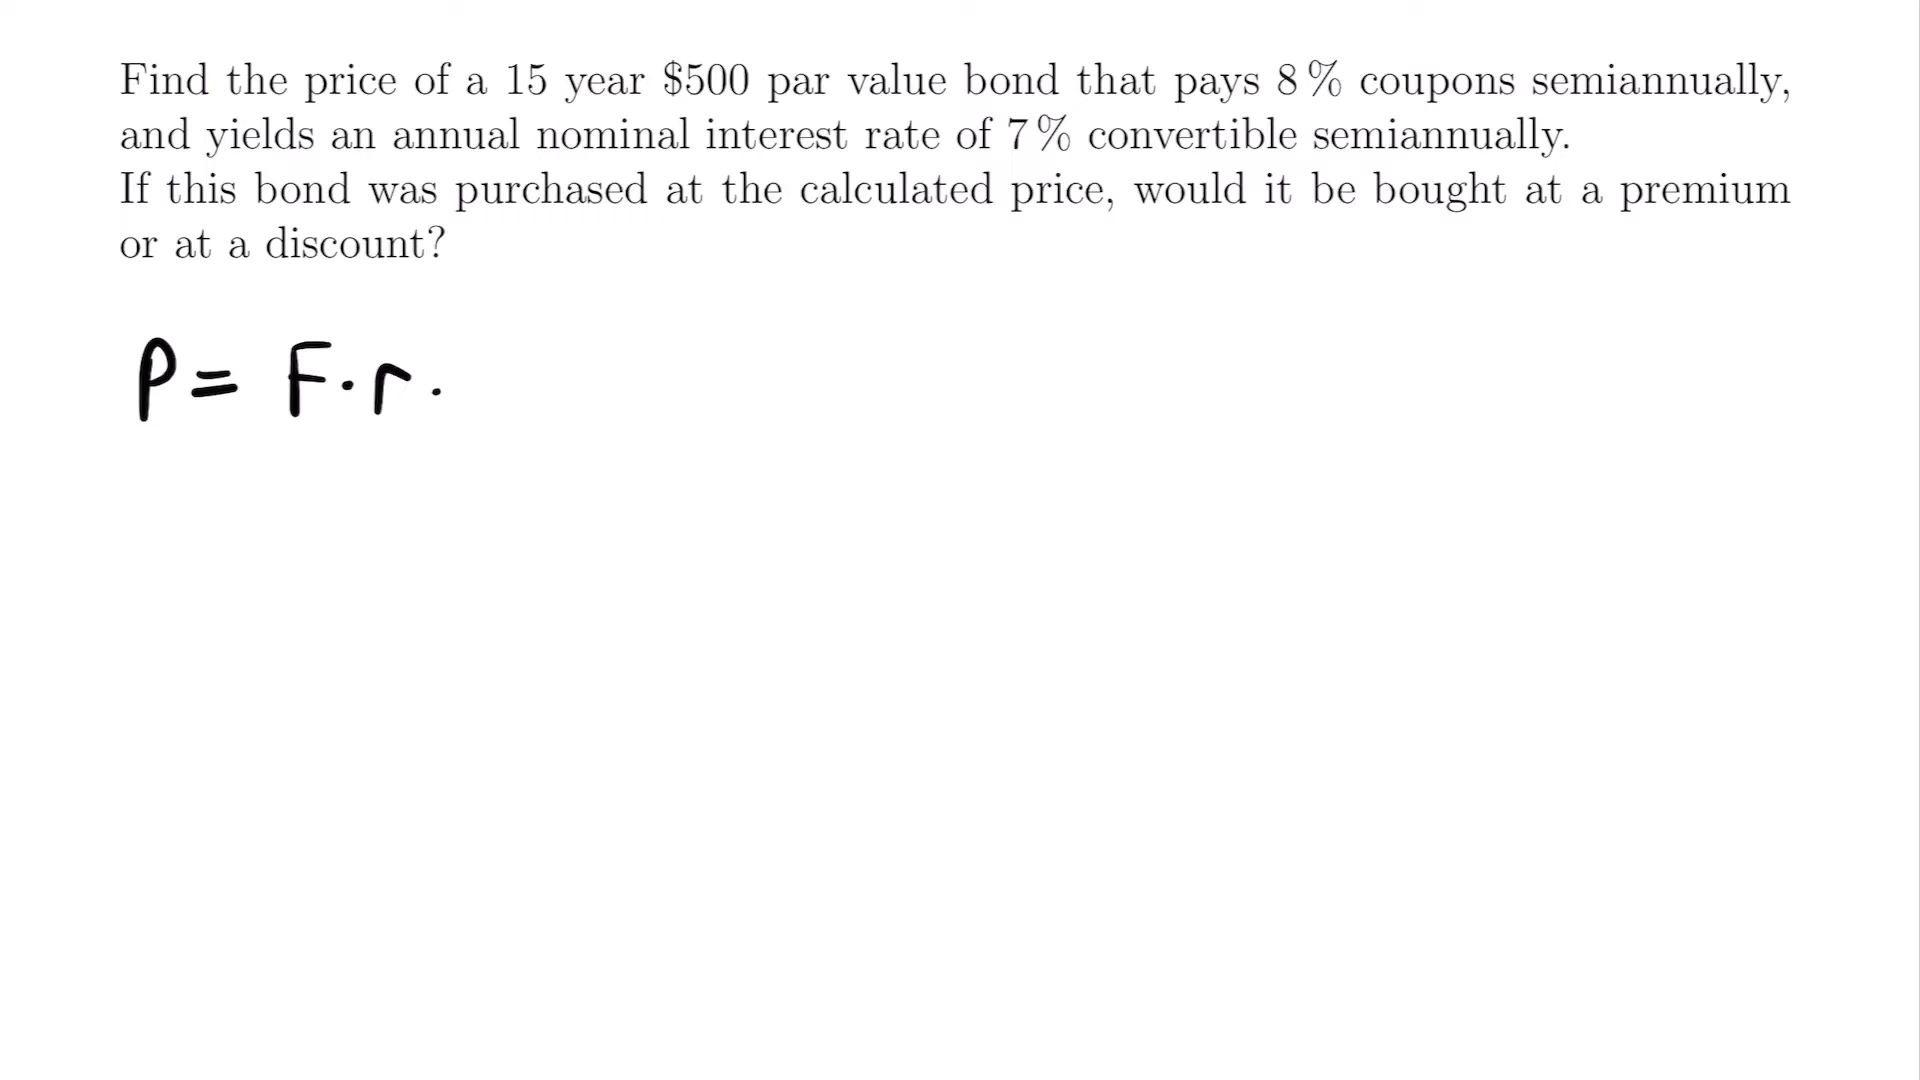 Find the price of a 15 year $500 par value bond that pays 8 % coupons semiannually,
and yields an annual nominal interest rate of 7 % convertible semiannually.
If this bond was purchased at the calculated price, would it be bought at a premium
or at a discount?
P = F · r ·